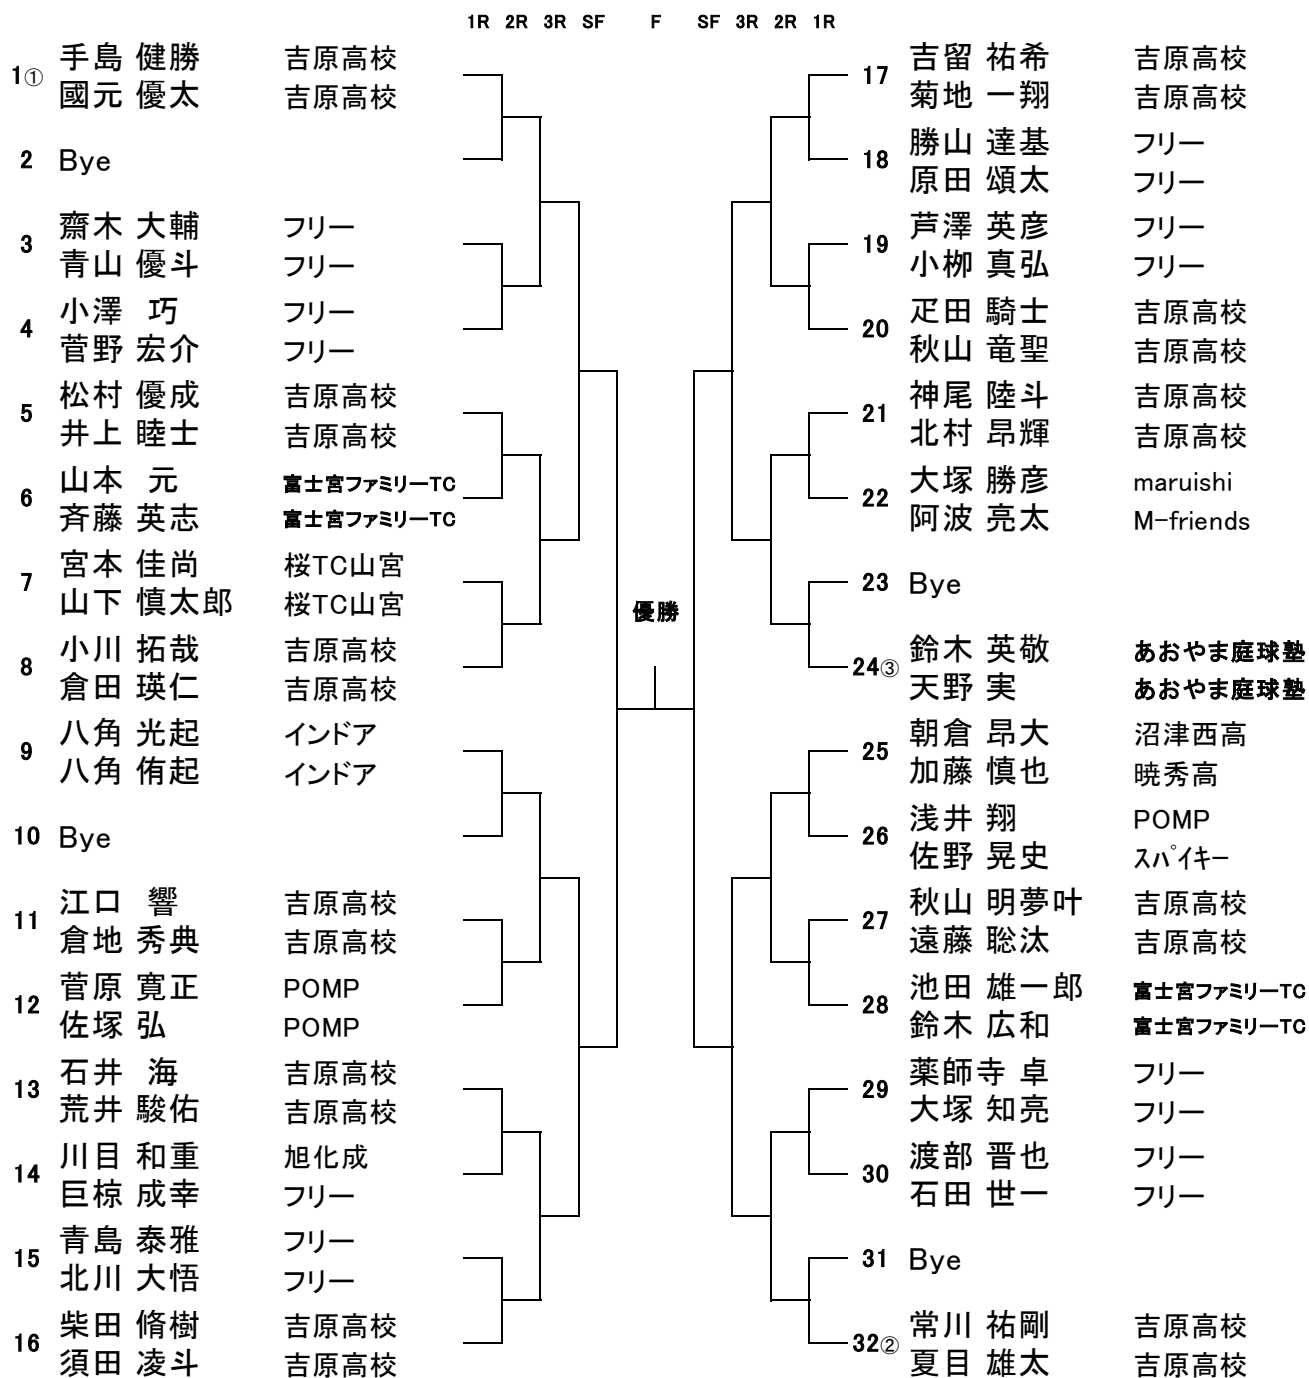 1R 2R 3R SF F SF 3R 2R 1R
1① 手島 健勝 吉原高校
國元 優太 吉原高校
2 Bye
3 齋木 大輔 フリー
青山 優斗 フリー
4 小澤 巧 フリー
菅野 宏介 フリー
5 松村 優成 吉原高校
井上 睦士 吉原高校
6 山本 元 富士宮ファミリーTC
斉藤 英志 富士宮ファミリーTC
7 宮本 佳尚 桜TC山宮
山下 慎太郎 桜TC山宮
8 小川 拓哉 吉原高校
倉田 瑛仁 吉原高校
9 八角 光起 インドア
八角 侑起 インドア
10 Bye
11 江口 響 吉原高校
倉地 秀典 吉原高校
12 菅原 寛正 POMP
佐塚 弘 POMP
13 石井 海 吉原高校
荒井 駿佑 吉原高校
14 川目 和重 旭化成
巨椋 成幸 フリー
15 青島 泰雅 フリー
北川 大悟 フリー
16 柴田 脩樹 吉原高校
須田 凌斗 吉原高校
優勝
17 吉留 祐希 吉原高校
菊地 一翔 吉原高校
18 勝山 達基 フリー
原田 頌太 フリー
19 芦澤 英彦 フリー
小栁 真弘 フリー
20 疋田 騎士 吉原高校
秋山 竜聖 吉原高校
21 神尾 陸斗 吉原高校
北村 昂輝 吉原高校
22 大塚 勝彦 maruishi
阿波 亮太 M-friends
23 Bye
24③ 鈴木 英敬 あおやま庭球塾
天野 実 あおやま庭球塾
25 朝倉 昂大 沼津西高
加藤 慎也 暁秀高
26 浅井 翔 POMP
佐野 晃史 ｽﾊﾟｲｷｰ
27 秋山 明夢叶 吉原高校
遠藤 聡汰 吉原高校
28 池田 雄一郎 富士宮ファミリーTC
鈴木 広和 富士宮ファミリーTC
29 薬師寺 卓 フリー
大塚 知亮 フリー
30 渡部 晋也 フリー
石田 世一 フリー
31 Bye
32② 常川 祐剛 吉原高校
夏目 雄太 吉原高校